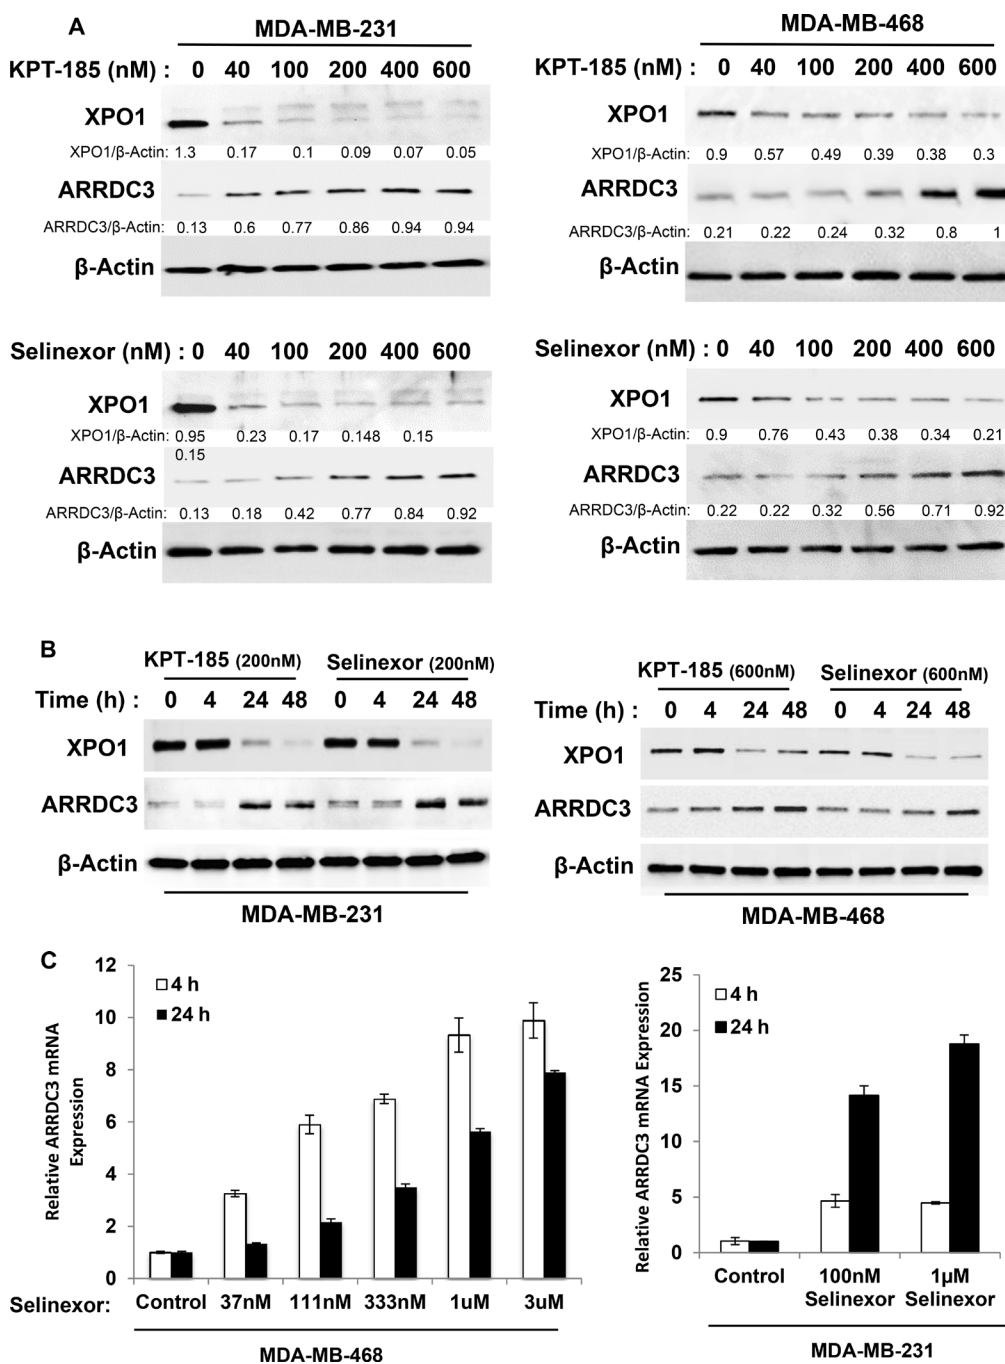 A
MDA-MB-231
KPT-185 (nM) : 0 40 100 200 400 600
XPO1
XPO1/β-Actin: 1.3 0.17 0.1 0.09 0.07 0.05
ARRDC3
ARRDC3/β-Actin: 0.13 0.6 0.77 0.86 0.94 0.94
β-Actin
MDA-MB-468
KPT-185 (nM) : 0 40 100 200 400 600
XPO1
XPO1/β-Actin: 0.9 0.57 0.49 0.39 0.38 0.3
ARRDC3
ARRDC3/β-Actin: 0.21 0.22 0.24 0.32 0.8 1
β-Actin
Selinexor (nM) : 0 40 100 200 400 600
XPO1
XPO1/β-Actin: 0.95 0.23 0.17 0.148 0.15
0.15
ARRDC3
ARRDC3/β-Actin: 0.13 0.18 0.42 0.77 0.84 0.92
β-Actin
Selinexor (nM) : 0 40 100 200 400 600
XPO1
XPO1/β-Actin: 0.9 0.76 0.43 0.38 0.34 0.21
ARRDC3
ARRDC3/β-Actin: 0.22 0.22 0.32 0.56 0.71 0.92
β-Actin
B
KPT-185 (200nM) Selinexor (200nM)
Time (h) : 0 4 24 48 0 4 24 48
XPO1
ARRDC3
β-Actin
MDA-MB-231
KPT-185 (600nM) Selinexor (600nM)
Time (h) : 0 4 24 48 0 4 24 48
XPO1
ARRDC3
β-Actin
MDA-MB-468
C
Relative ARRDC3 mRNA
Expression
12
10
8
6
4
2
0
4 h
24 h
Selinexor: Control 37nM 111nM 333nM 1uM 3uM
MDA-MB-468
Relative ARRDC3 mRNA Expression
25
20
15
10
5
0
4 h
24 h
Control 100nM 1µM
Selinexor Selinexor
MDA-MB-231